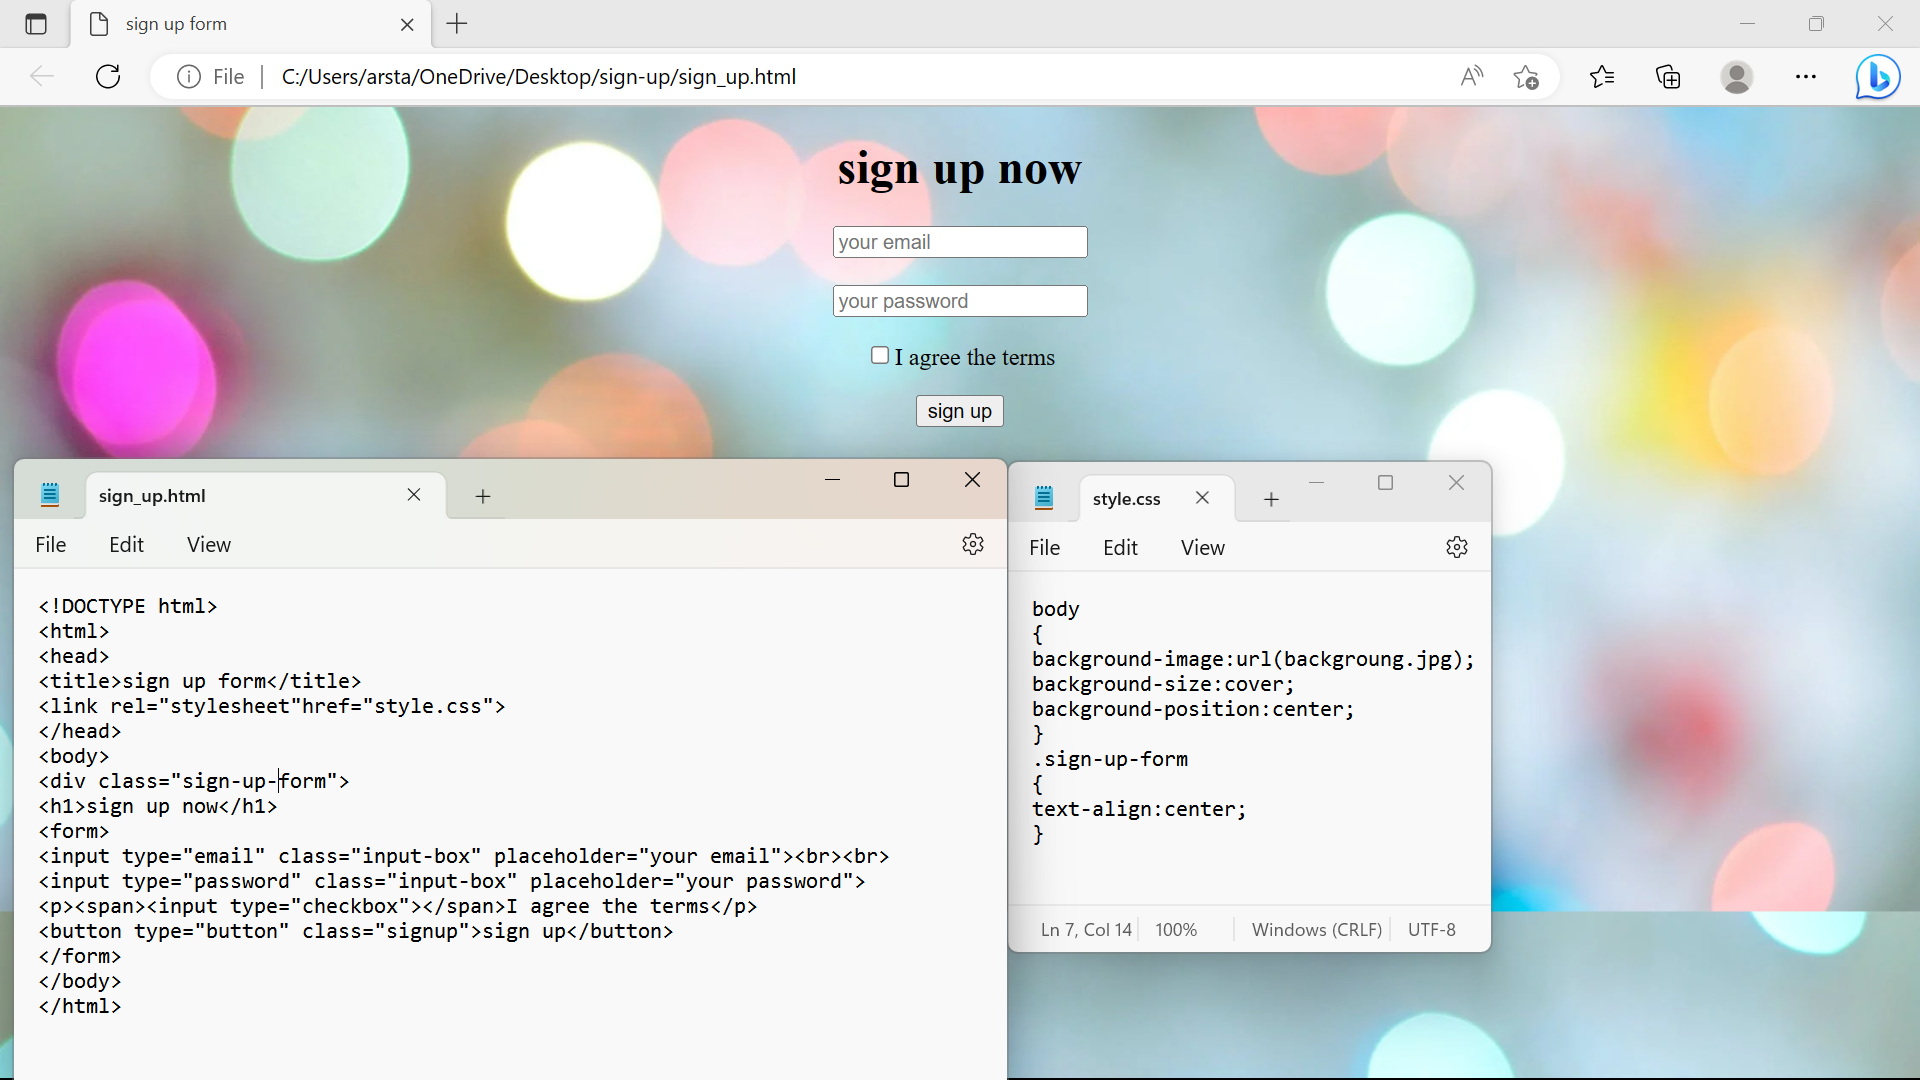 sign up form
File
C:/Users/arsta/OneDrive/Desktop/sign-up/sign_up.html
sign up now
your email
your password
I agree the terms
sign up
sign_up.html
File Edit View
<!DOCTYPE html>
<html>
<head>
<title>sign up form</title>
<link rel="stylesheet"href="style.css">
</head>
<body>
<div class="sign-up-form">
<h1>sign up now</h1>
<form>
<input type="email" class="input-box" placeholder="your email"><br><br>
<input type="password" class="input-box" placeholder="your password">
<p><span><input type="checkbox"></span>I agree the terms</p>
<button type="button" class="signup">sign up</button>
</form>
</body>
</html>
style.css
File Edit View
body
{
background-image:url(backgroung.jpg);
background-size:cover;
background-position:center;
}
.sign-up-form
{
text-align:center;
}
Ln 7, Col 14 100% Windows (CRLF) UTF-8